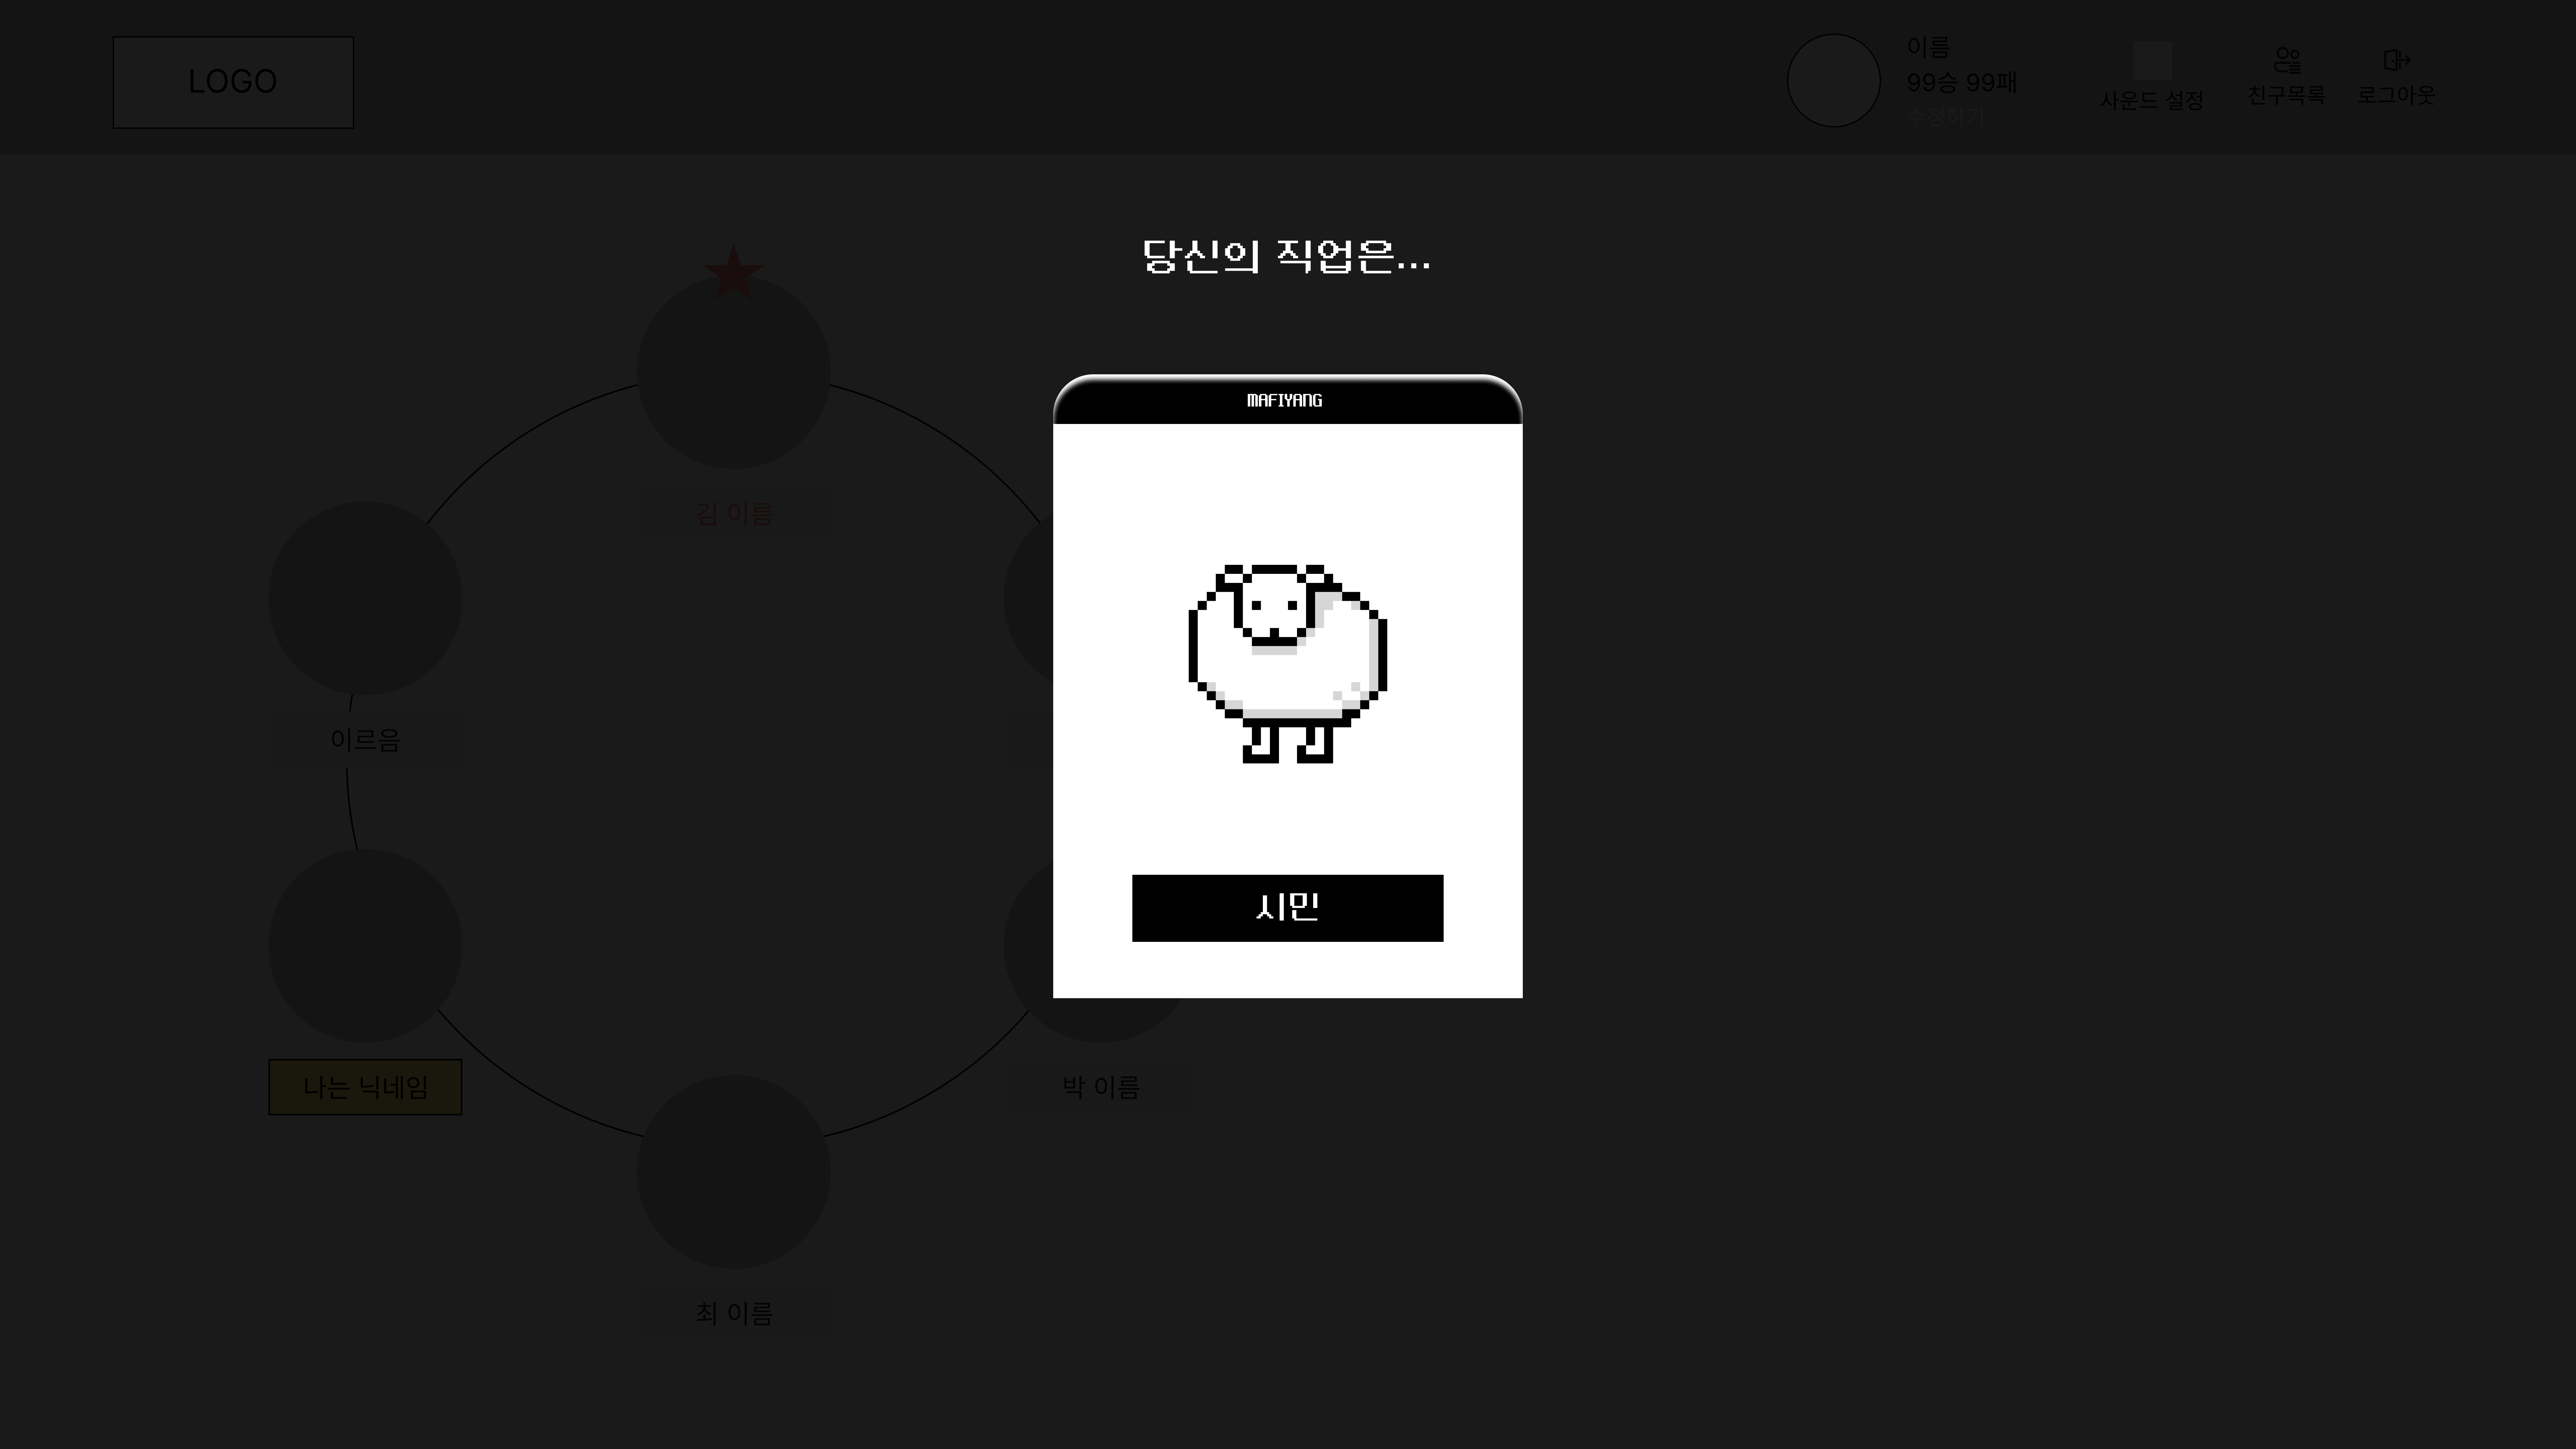 LOGO
이름
99승 99패
수정하기
사운드 설정
친구목록
로그아웃
당신의 직업은...
MAFIYANG
김 이름
이르음
시민
나는 닉네임
박 이름
최 이름